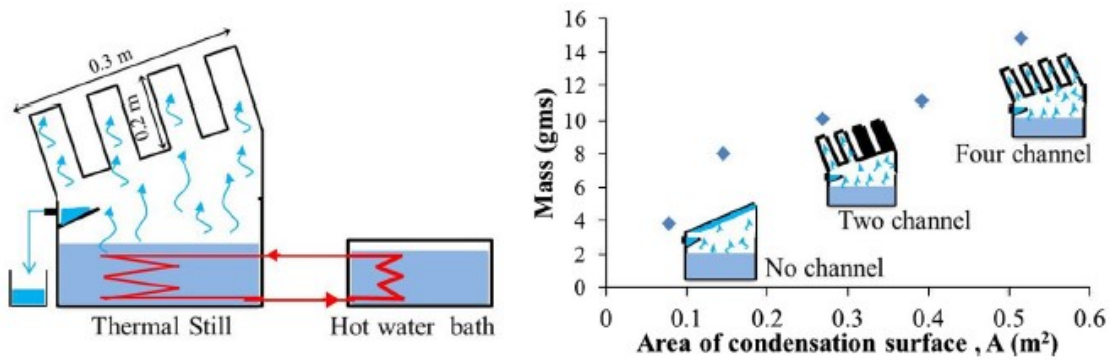 0.3 m
0.2 m
Thermal Still
Hot water bath
Mass (gms)
16
14
12
10
8
6
4
2
0
No channel
Two channel
Four channel
0 0.1 0.2 0.3 0.4 0.5 0.6
Area of condensation surface , A (m²)